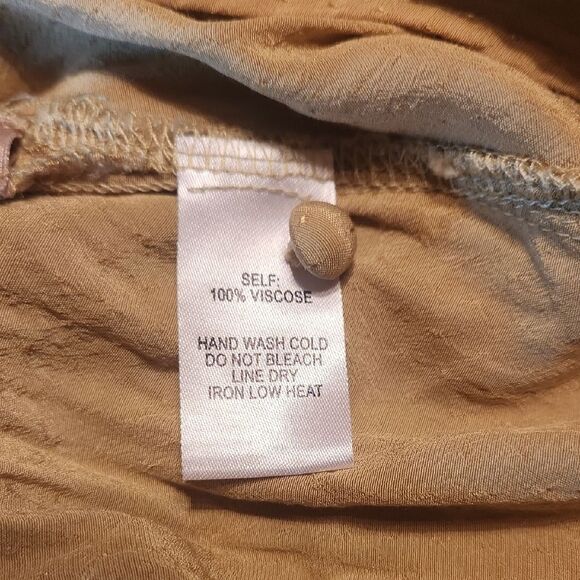 SELF:
100% VISCOSE
HAND WASH COLD
DO NOT BLEACH
LINE DRY
IRON LOW HEAT